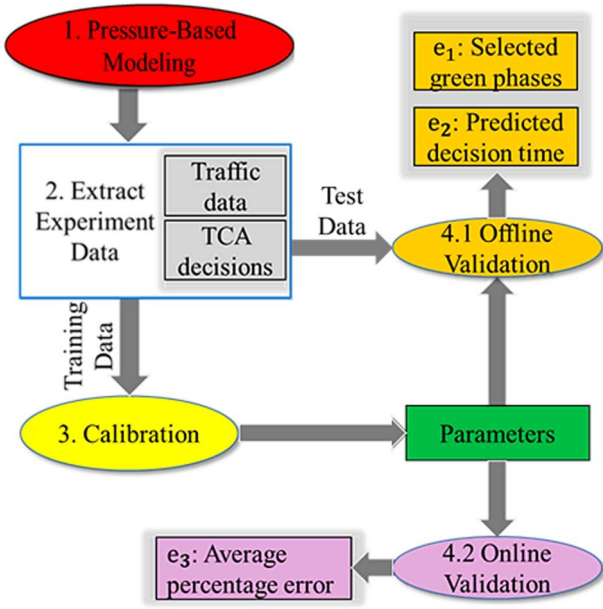 1. Pressure-Based
Modeling
e₁: Selected
green phases
e₂: Predicted
decision time
2. Extract
Experiment
Data
Traffic
data
TCA
decisions
Test
Data
4.1 Offline
Validation
Training
Data
3. Calibration
Parameters
4.2 Online
Validation
e₃: Average
percentage error